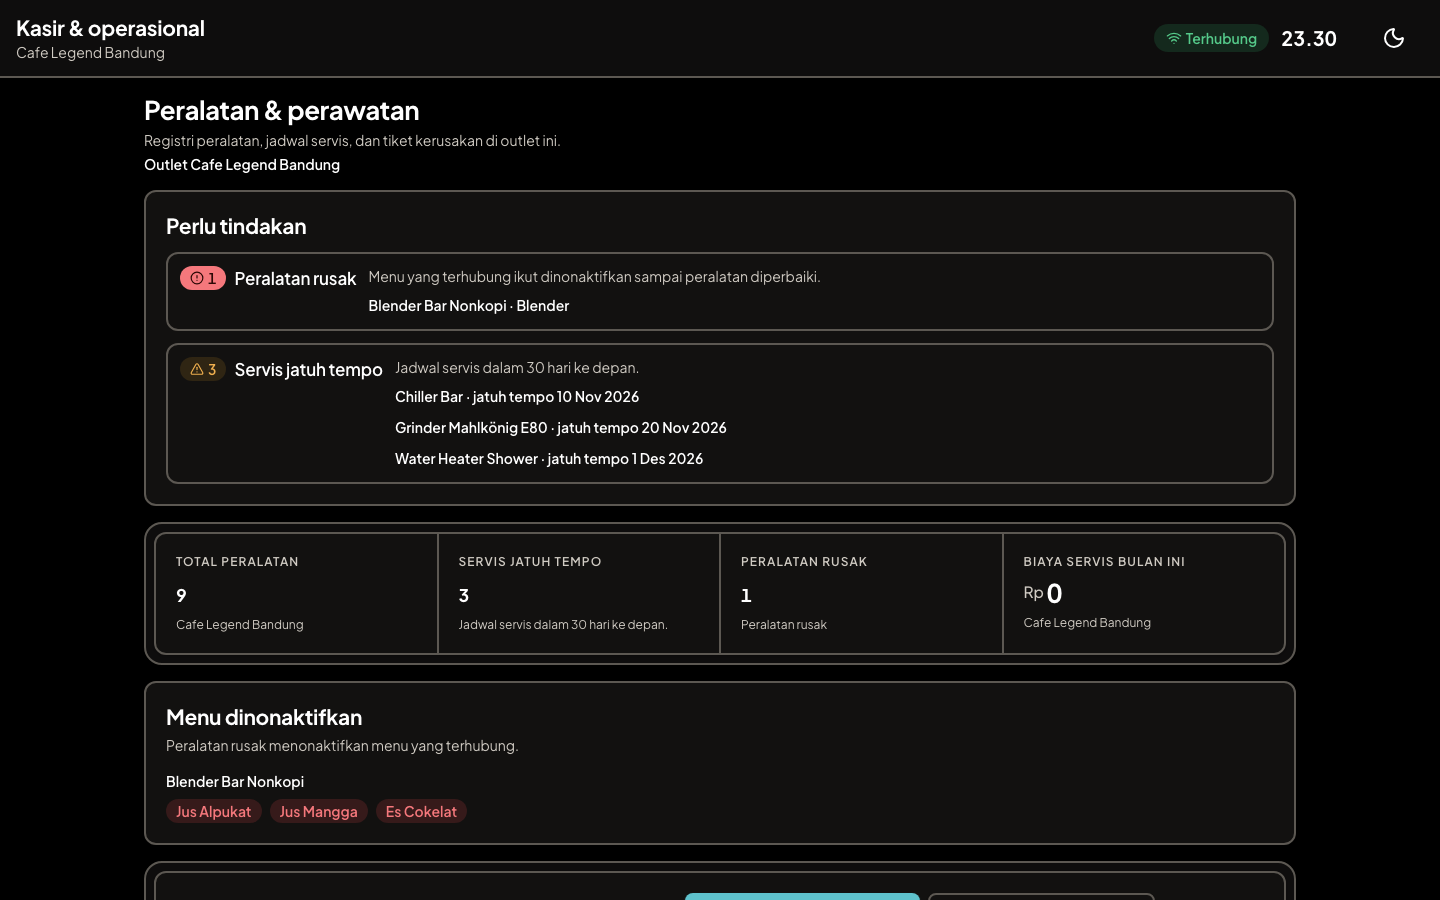 Kasir & operasional
Cafe Legend Bandung
Terhubung
23.30
Peralatan & perawatan
Registri peralatan, jadwal servis, dan tiket kerusakan di outlet ini.
Outlet Cafe Legend Bandung
Perlu tindakan
1 Peralatan rusak Menu yang terhubung ikut dinonaktifkan sampai peralatan diperbaiki.
Blender Bar Nonkopi · Blender
3 Servis jatuh tempo Jadwal servis dalam 30 hari ke depan.
Chiller Bar · jatuh tempo 10 Nov 2026
Grinder Mahlkönig E80 · jatuh tempo 20 Nov 2026
Water Heater Shower · jatuh tempo 1 Des 2026
TOTAL PERALATAN
9
Cafe Legend Bandung
SERVIS JATUH TEMPO
3
Jadwal servis dalam 30 hari ke depan.
PERALATAN RUSAK
1
Peralatan rusak
BIAYA SERVIS BULAN INI
Rp 0
Cafe Legend Bandung
Menu dinonaktifkan
Peralatan rusak menonaktifkan menu yang terhubung.
Blender Bar Nonkopi
Jus Alpukat Jus Mangga Es Cokelat